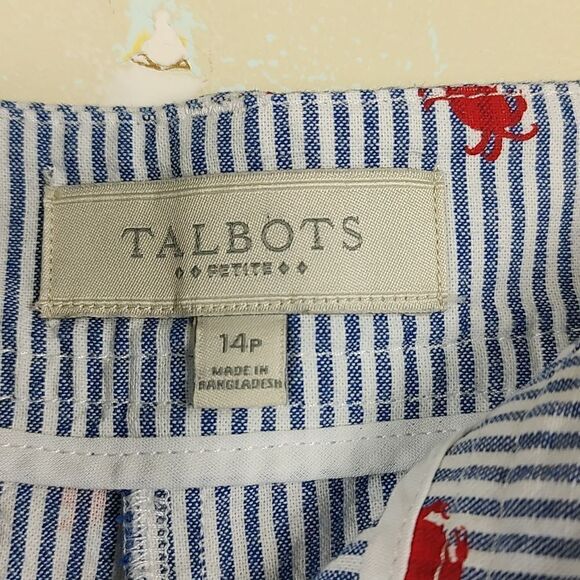 TALBOTS
◊◊ PETITE ◊◊
14P
MADE IN
BANGLADESH